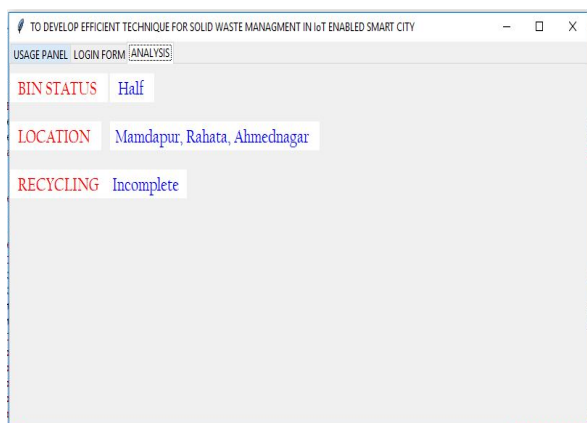 TO DEVELOP EFFICIENT TECHNIQUE FOR SOLID WASTE MANAGMENT IN IoT ENABLED SMART CITY
USAGE PANEL LOGIN FORM ANALYSIS
BIN STATUS Half
LOCATION Mamdapur, Rahata, Ahmednagar
RECYCLING Incomplete